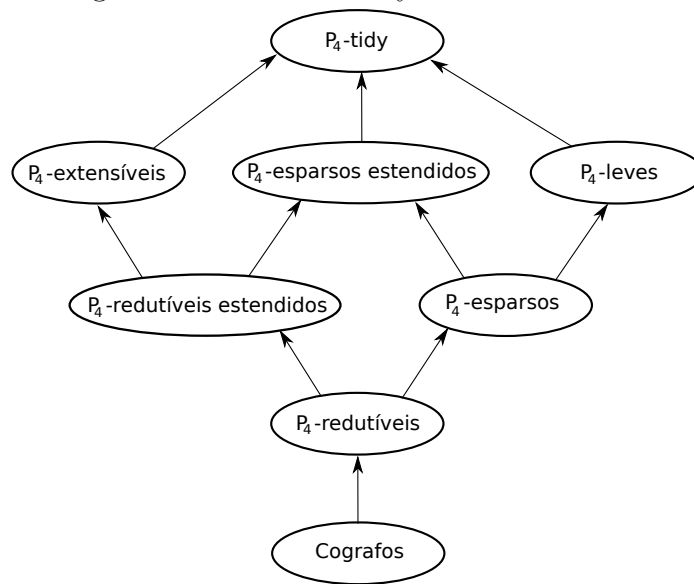 P₄-tidy
P₄-extensíveis
P₄-esparsos estendidos
P₄-leves
P₄-redutíveis estendidos
P₄-esparsos
P₄-redutíveis
Cografos